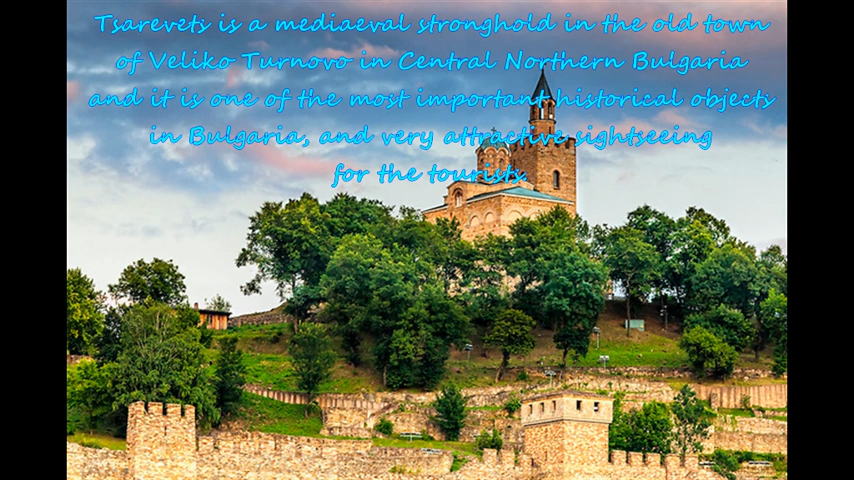 Tsarevets is a mediaeval stronghold in the old town
of Veliko Turnovo in Central Northern Bulgaria
and it is one of the most important historical objects
in Bulgaria, and very attractive sightseeing
for the tourists.